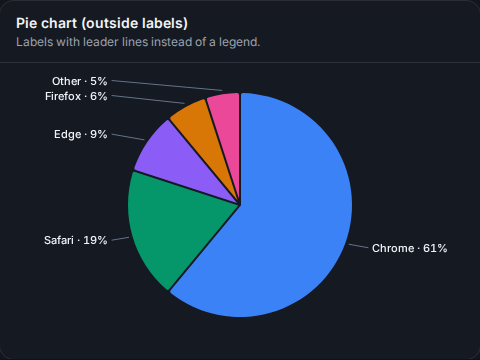 Pie chart (outside labels)
Labels with leader lines instead of a legend.
Other · 5%
Firefox · 6%
Edge · 9%
Safari · 19%
Chrome · 61%